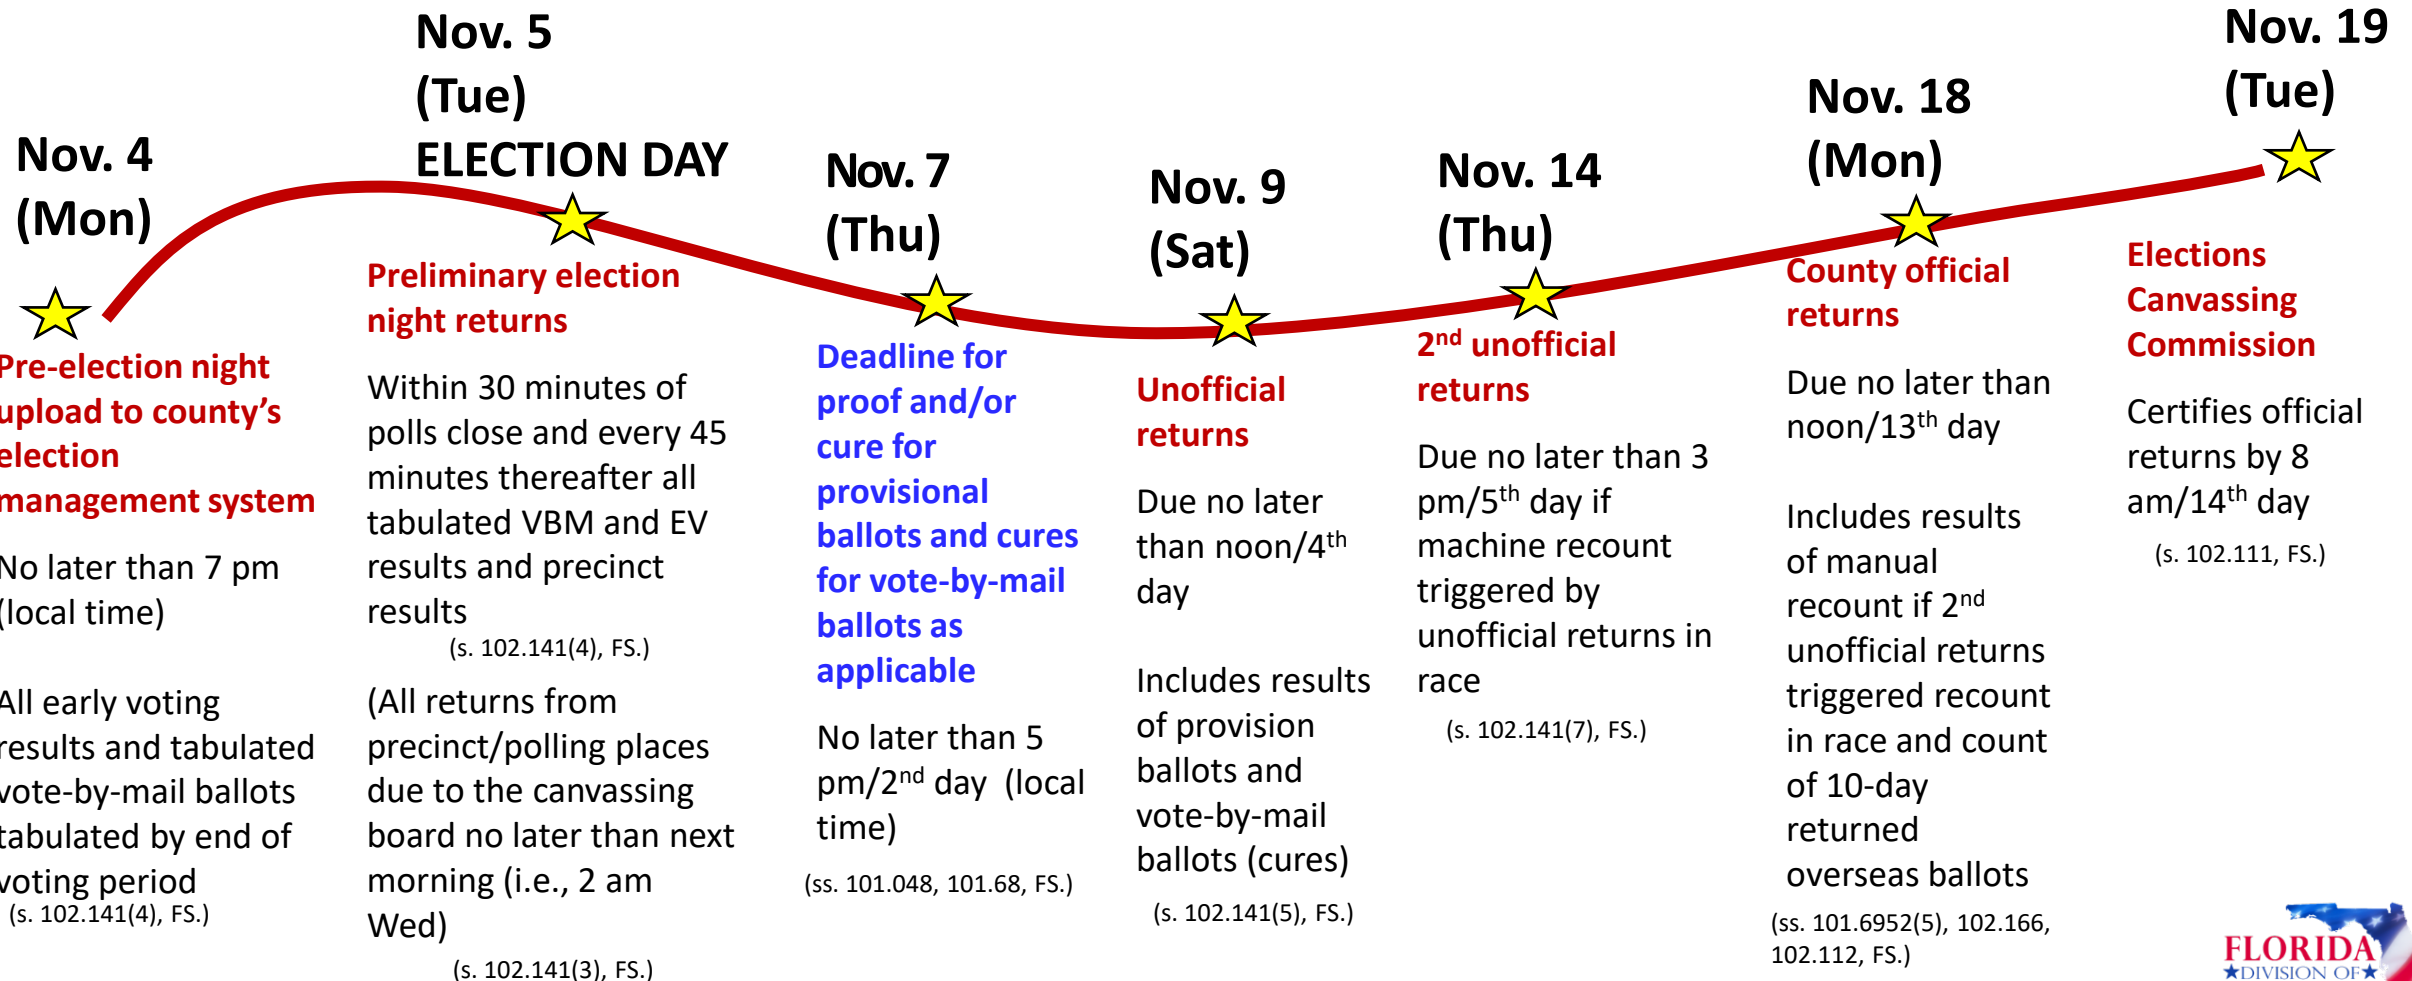 Nov. 4
(Mon)
Pre-election night
upload to county’s
election
management system
No later than 7 pm
(local time)
All early voting
results and tabulated
vote-by-mail ballots
tabulated by end of
voting period
(s. 102.141(4), FS.)
Nov. 5
(Tue)
ELECTION DAY
Preliminary election
night returns
Within 30 minutes of
polls close and every 45
minutes thereafter all
tabulated VBM and EV
results and precinct
results
(s. 102.141(4), FS.)
(All returns from
precinct/polling places
due to the canvassing
board no later than next
morning (i.e., 2 am
Wed)
(s. 102.141(3), FS.)
Nov. 7
(Thu)
Deadline for
proof and/or
cure for
provisional
ballots and cures
for vote-by-mail
ballots as
applicable
No later than 5
pm/2nd day (local
time)
(ss. 101.048, 101.68, FS.)
Nov. 9
(Sat)
Unofficial
returns
Due no later
than noon/4th
day
Includes results
of provision
ballots and
vote-by-mail
ballots (cures)
(s. 102.141(5), FS.)
Nov. 14
(Thu)
2nd unofficial
returns
Due no later than 3
pm/5th day if
machine recount
triggered by
unofficial returns in
race
(s. 102.141(7), FS.)
Nov. 18
(Mon)
County official
returns
Due no later than
noon/13th day
Includes results
of manual
recount if 2nd
unofficial returns
triggered recount
in race and count
of 10-day
returned
overseas ballots
(ss. 101.6952(5), 102.166,
102.112, FS.)
Nov. 19
(Tue)
Elections
Canvassing
Commission
Certifies official
returns by 8
am/14th day
(s. 102.111, FS.)
FLORIDA
★DIVISION OF★